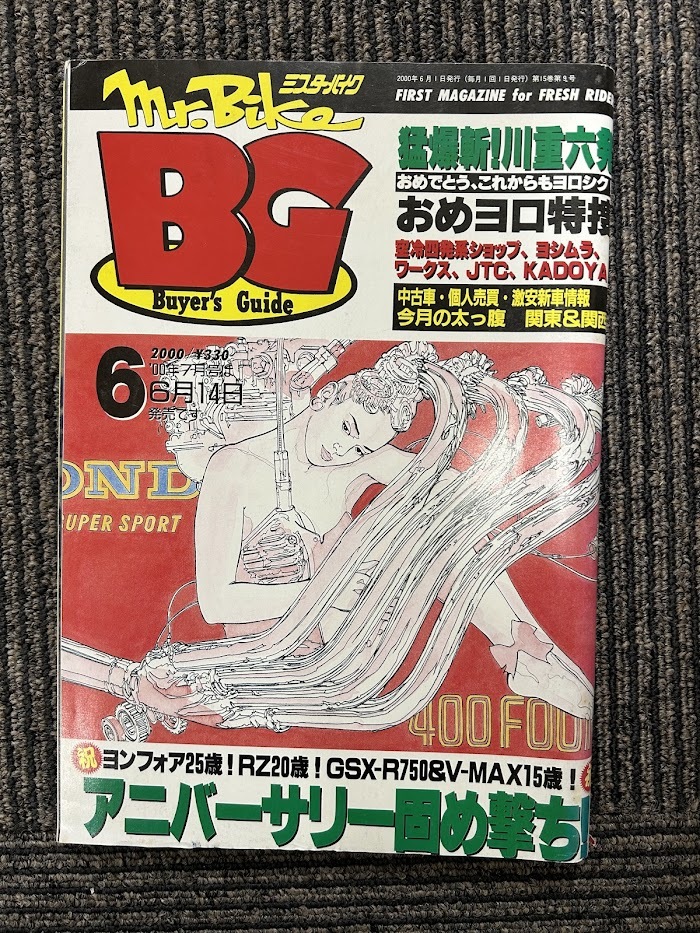 Mr.Bike ミスターバイク
BG
Buyer's Guide
2000年6月1日発行（毎月1回1日発行）第15巻第
FIRST MAGAZINE for FRESH RIDE
猛爆斬!川重六発
おめでとう、これからもヨロシク
おめヨロ特捜
空冷四発系ショップ、ヨシムラ、
ワークス、JTC、KADOYA
中古車・個人売買・激安新車情報
今月の太っ腹 関東&関西
6
2000/¥330
'00年7月号は
6月14日
発売です
OND
SUPER SPORT
400 FOU
祝 ヨンフォア25歳!RZ20歳!GSX-R750&V-MAX15歳! 祝
アニバーサリー固め撃ち!